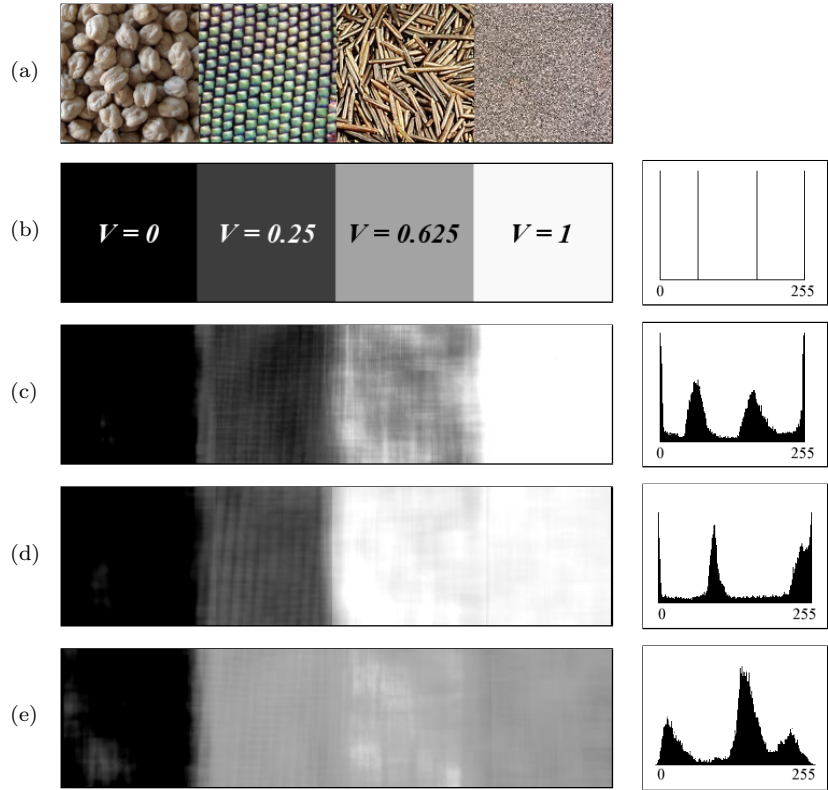 (a)
(b)
V = 0
V = 0.25
V = 0.625
V = 1
0
255
(c)
0
255
(d)
0
255
(e)
0
255